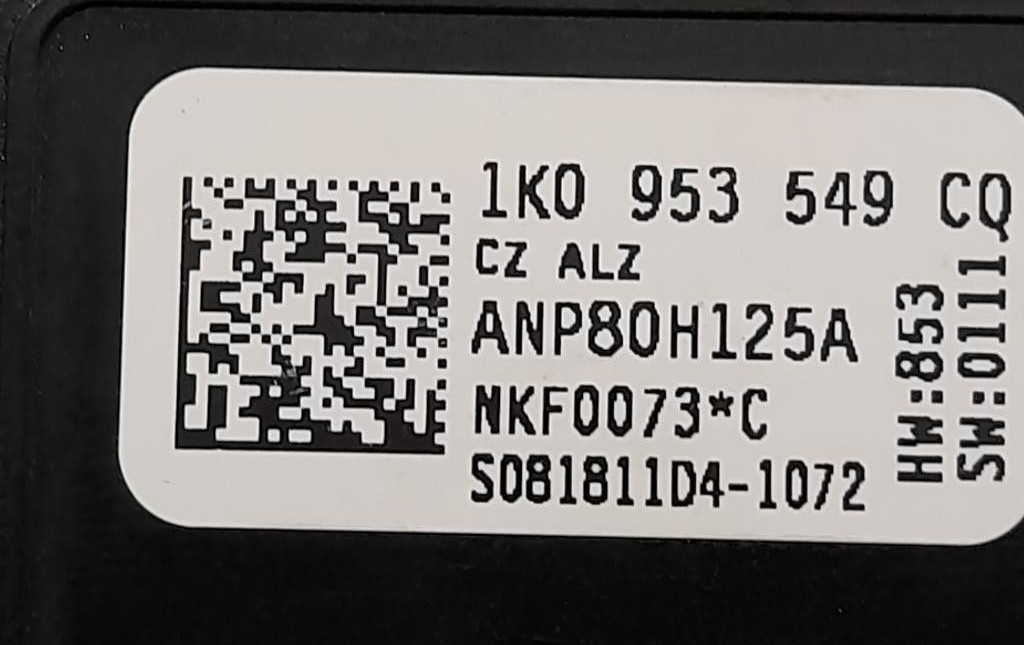 1K0 953 549 CQ
CZ ALZ
ANP80H125A
NKF0073*C
S081811D4-1072
HW:853
SW:0111